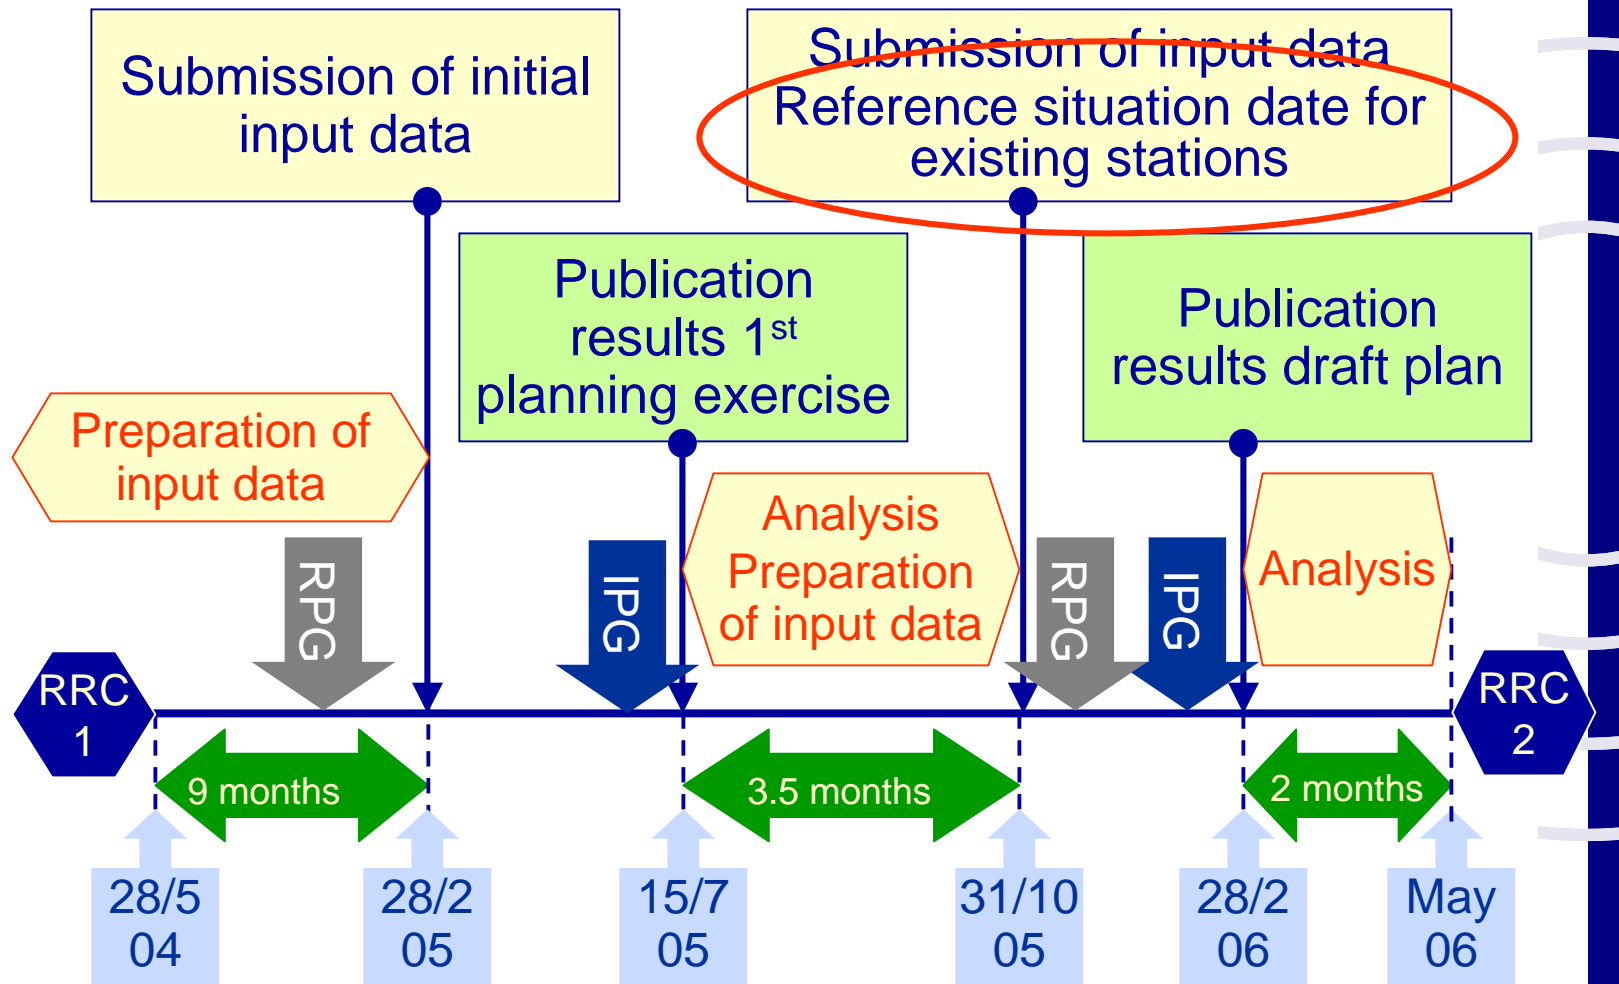 Submission of initial
input data
Submission of input data
Reference situation date for
existing stations
Publication
results 1st
planning exercise
Publication
results draft plan
Preparation of
input data
Analysis
Preparation
of input data
Analysis
RPG
IPG
RPG
IPG
RRC
1
RRC
2
9 months
3.5 months
2 months
28/5
04
28/2
05
15/7
05
31/10
05
28/2
06
May
06